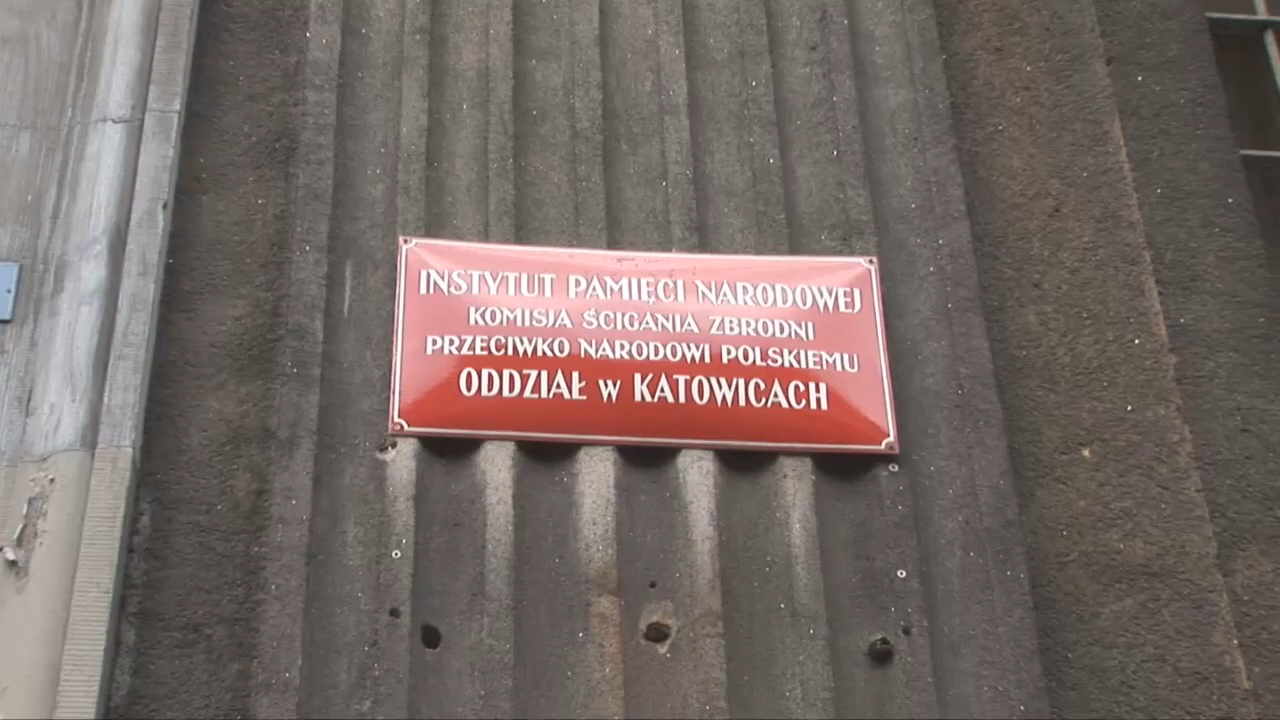 INSTYTUT PAMIĘCI NARODOWEJ
KOMISJA ŚCIGANIA ZBRODNI
PRZECIWKO NARODOWI POLSKIEMU
ODDZIAŁ w KATOWICACH